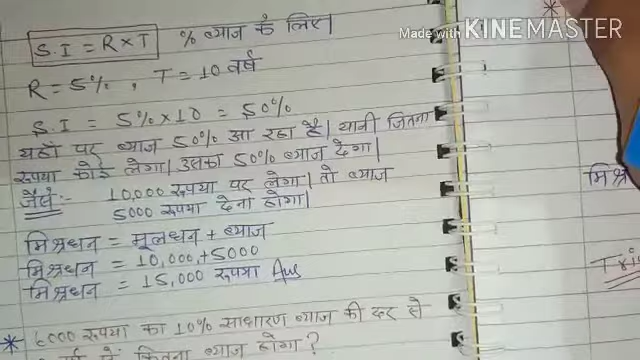 Made with KINEMASTER
S.I = R×T % ब्याज के लिए।
R = 5% , T = 10 वर्ष
S.I = 5% × 10 = 50%
यहाँ पर ब्याज 50% आ रहा है। यानी जितना
रुपया कोई लेगा। उसका 50% ब्याज देगा।
जैसे:- 10,000 रुपया पर लेगा। तो ब्याज
5000 रुपया देना होगा।
मिश्रधन = मूलधन + ब्याज
मिश्रधन = 10,000 + 5000
मिश्रधन = 15,000 रुपया Ans
* 6000 रुपया का 10% साधारण ब्याज की दर से
में कितना ब्याज होगा?